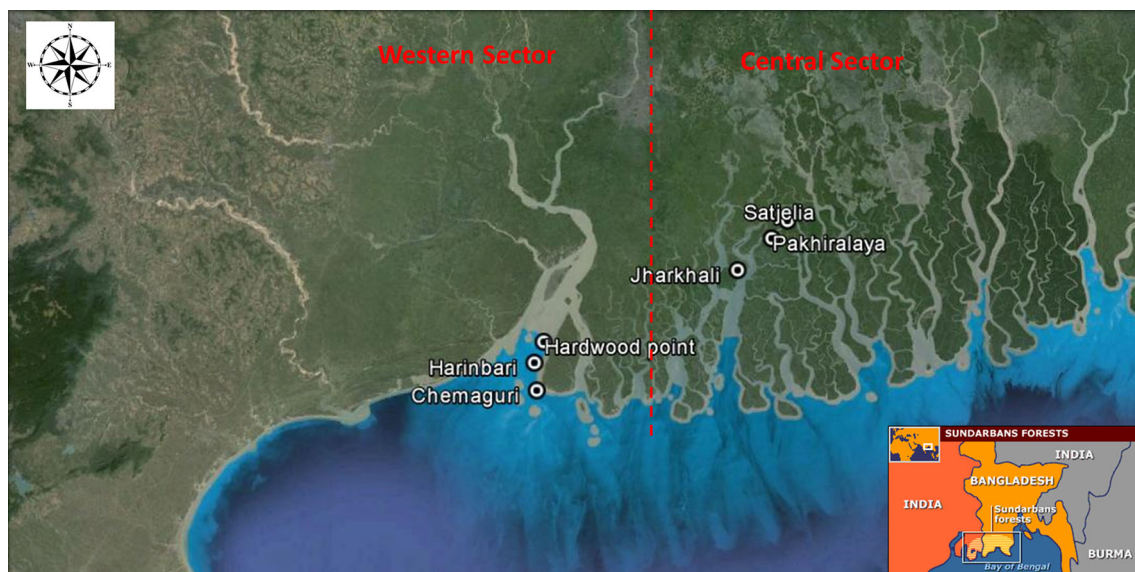 N
W
E
S
Western Sector
Central Sector
Satjelia
Pakhiralaya
Jharkhali
Hardwood point
Harinbari
Chemaguri
SUNDARBANS FORESTS
INDIA
BANGLADESH
INDIA
Sundarbans
forests
BURMA
Bay of Bengal